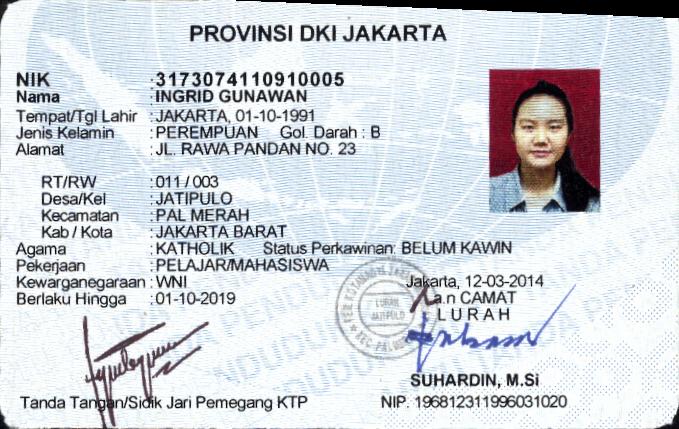 PROVINSI DKI JAKARTA
NIK : 3173074110910005
Nama : INGRID GUNAWAN
Tempat/Tgl Lahir : JAKARTA, 01-10-1991
Jenis Kelamin : PEREMPUAN Gol. Darah : B
Alamat : JL. RAWA PANDAN NO. 23
RT/RW : 011 / 003
Desa/Kel : JATIPULO
Kecamatan : PAL MERAH
Kab / Kota : JAKARTA BARAT
Agama : KATHOLIK Status Perkawinan: BELUM KAWIN
Pekerjaan : PELAJAR/MAHASISWA
Kewarganegaraan : WNI
Berlaku Hingga : 01-10-2019
Jakarta, 12-03-2014
a.n CAMAT
LURAH
LURAH
JATIPULO
SUHARDIN, M.Si
Tanda Tangan/Sidik Jari Pemegang KTP
NIP. 196812311996031020